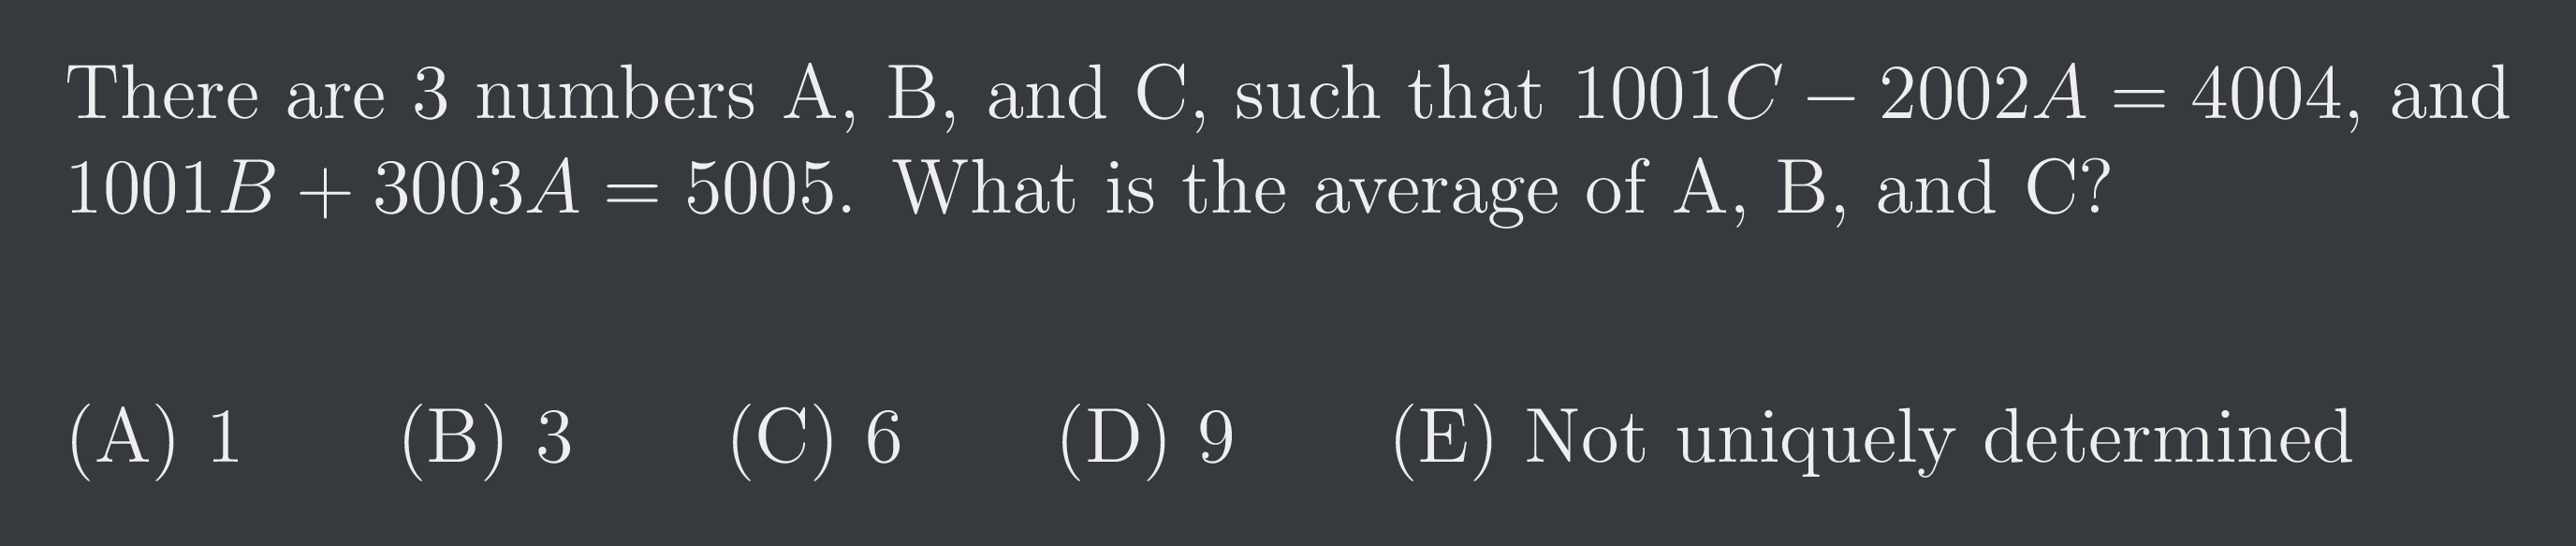 There are 3 numbers A, B, and C, such that 1001C − 2002A = 4004, and
1001B + 3003A = 5005. What is the average of A, B, and C?
(A) 1 (B) 3 (C) 6 (D) 9 (E) Not uniquely determined